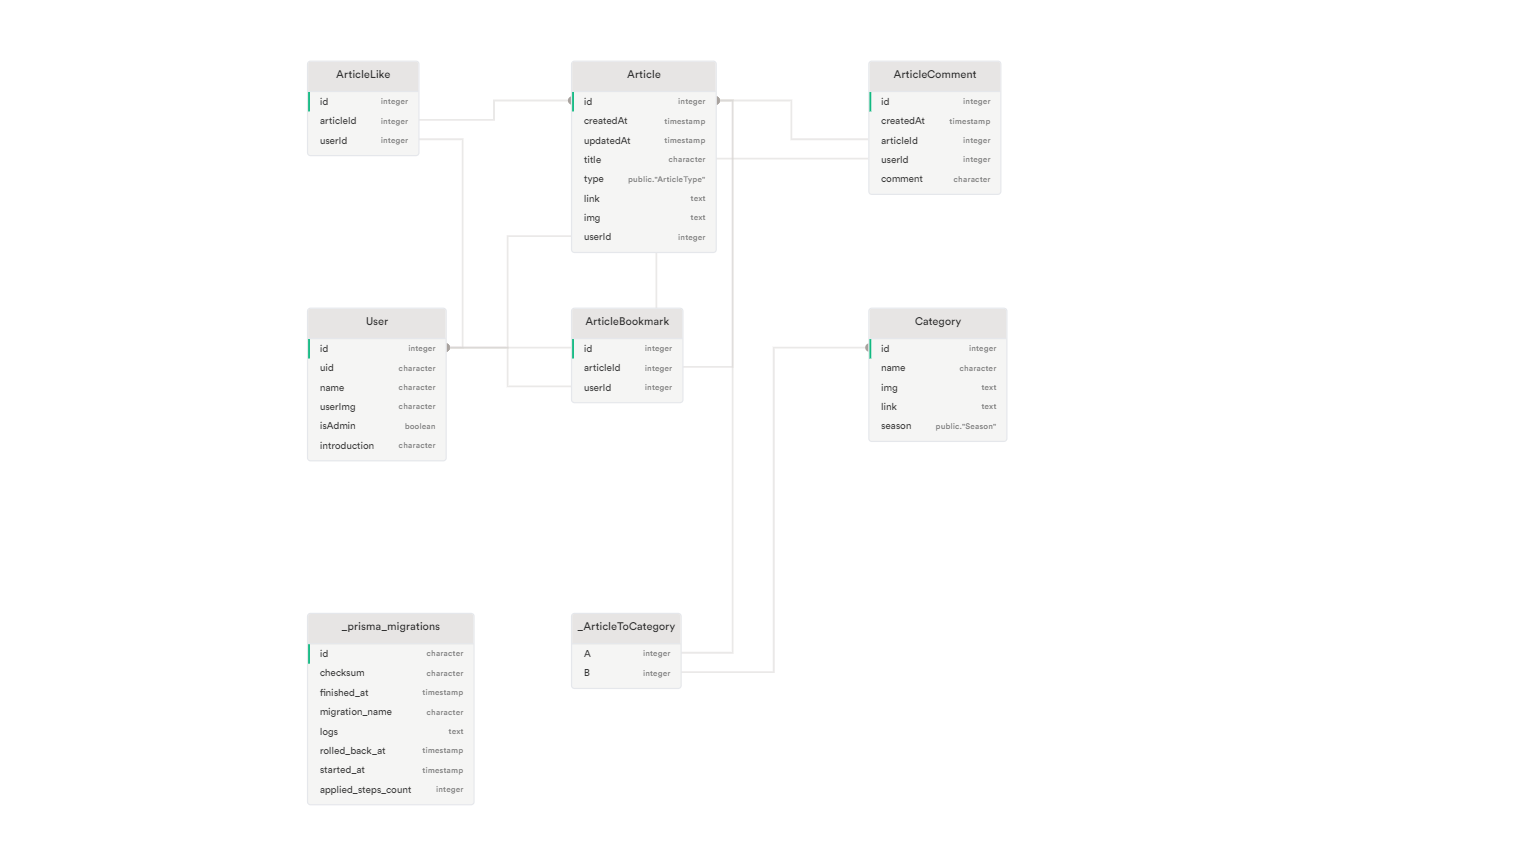 ArticleLike
id integer
articleId integer
userId integer
Article
id integer
createdAt timestamp
updatedAt timestamp
title character
type public."ArticleType"
link text
img text
userId integer
ArticleComment
id integer
createdAt timestamp
articleId integer
userId integer
comment character
User
id integer
uid character
name character
userImg character
isAdmin boolean
introduction character
ArticleBookmark
id integer
articleId integer
userId integer
Category
id integer
name character
img text
link text
season public."Season"
_prisma_migrations
id character
checksum character
finished_at timestamp
migration_name character
logs text
rolled_back_at timestamp
started_at timestamp
applied_steps_count integer
_ArticleToCategory
A integer
B integer